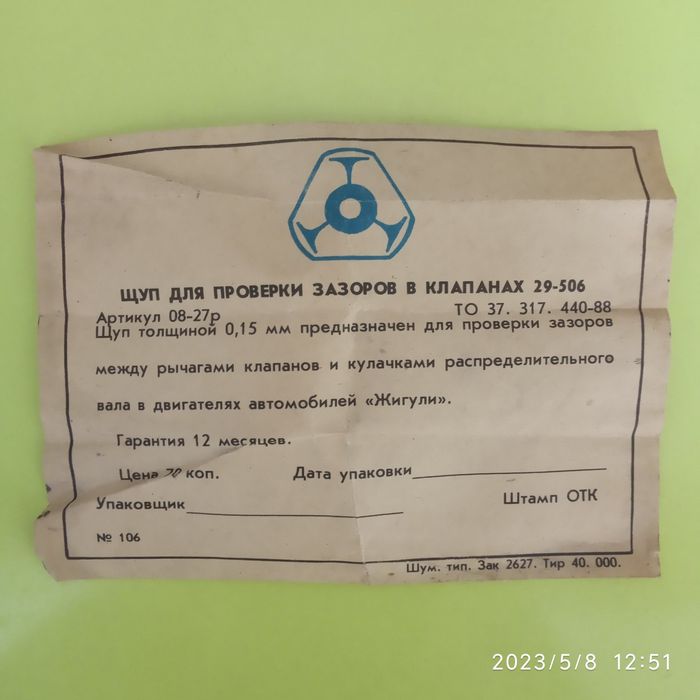 ЩУП ДЛЯ ПРОВЕРКИ ЗАЗОРОВ В КЛАПАНАХ 29-506
Артикул 08-27р ТО 37. 317. 440-88
Щуп толщиной 0,15 мм предназначен для проверки зазоров
между рычагами клапанов и кулачками распределительного
вала в двигателях автомобилей «Жигули».
Гарантия 12 месяцев.
Цена 70 коп. Дата упаковки
Упаковщик Штамп ОТК
№ 106
Шум. тип. Зак 2627. Тир 40. 000.
2023/5/8 12:51